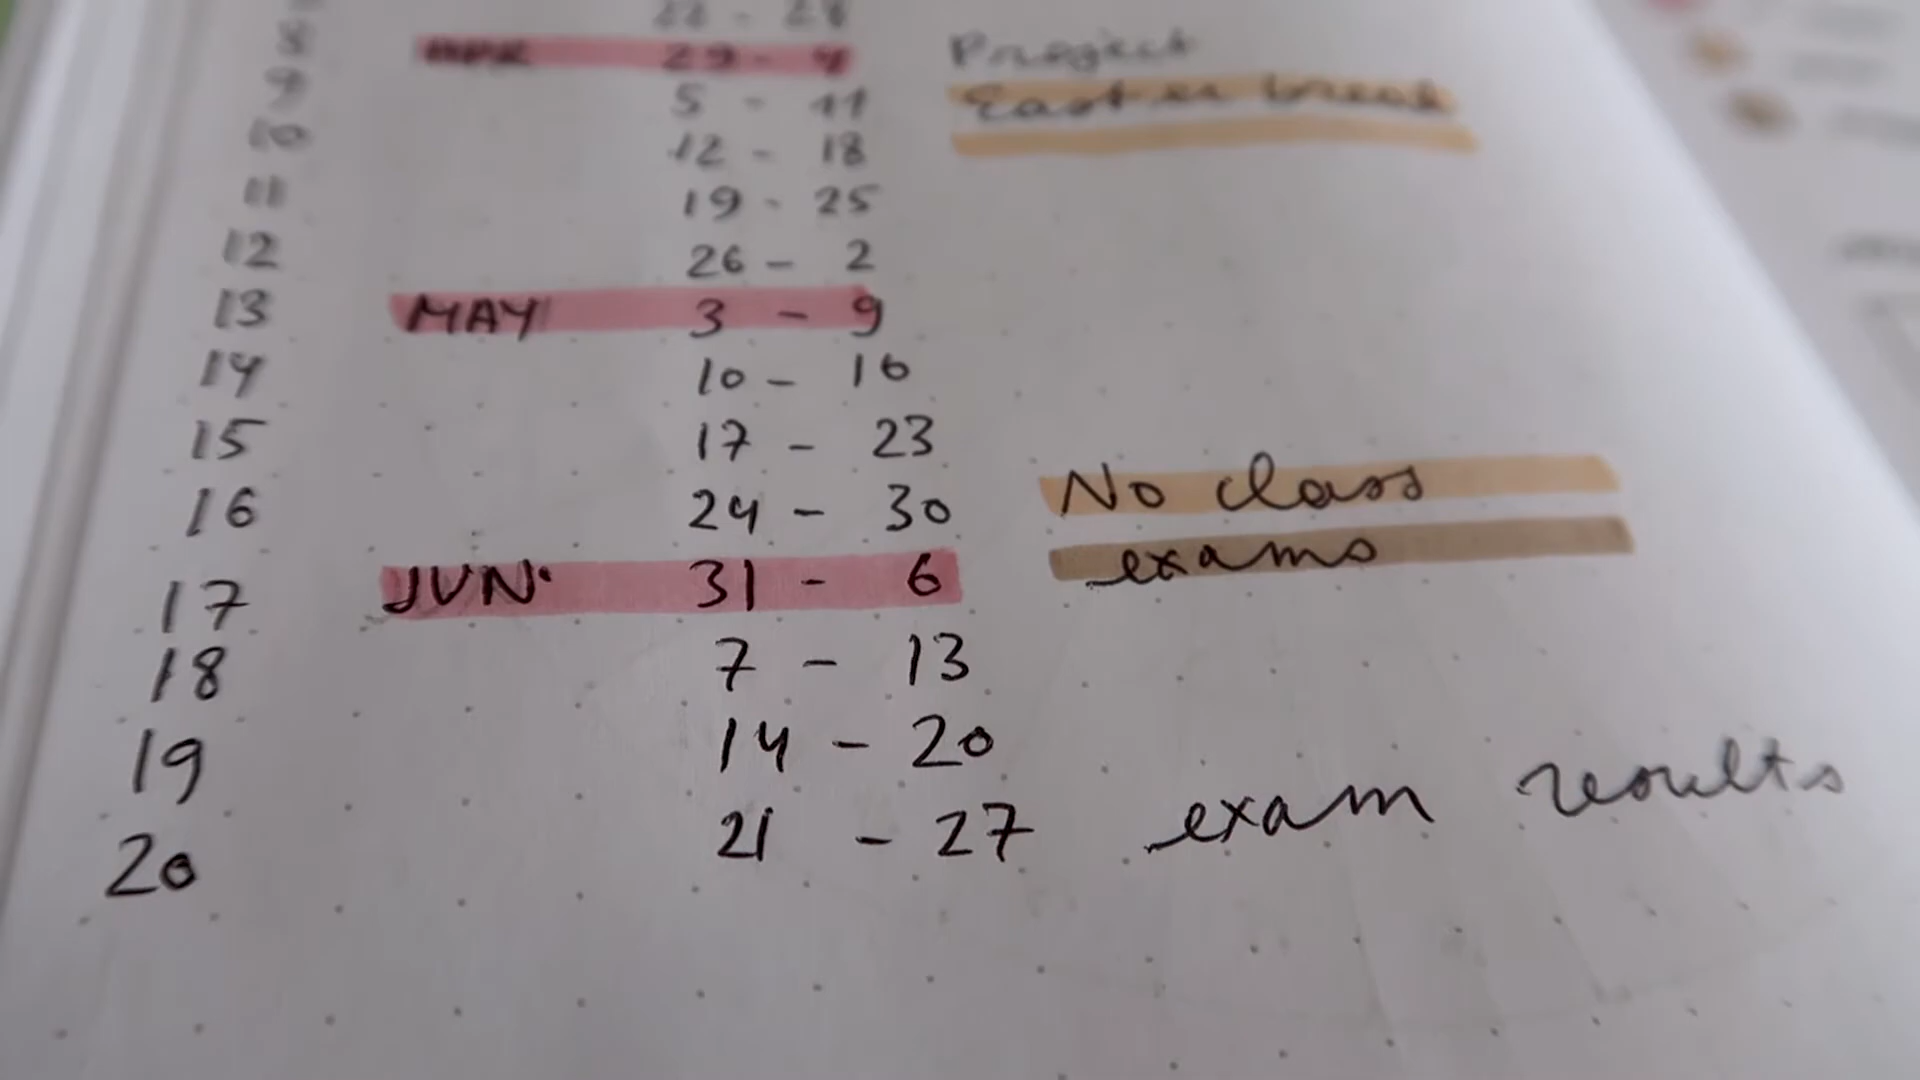 22 - 28
8 APR 29 - 4 Project
9 5 - 11 Easter break
10 12 - 18
11 19 - 25
12 26 - 2
13 MAY 3 - 9
14 10 - 16
15 17 - 23
16 24 - 30 No class
17 JUN. 31 - 6 exams
18 7 - 13
19 14 - 20
20 21 - 27 exam results